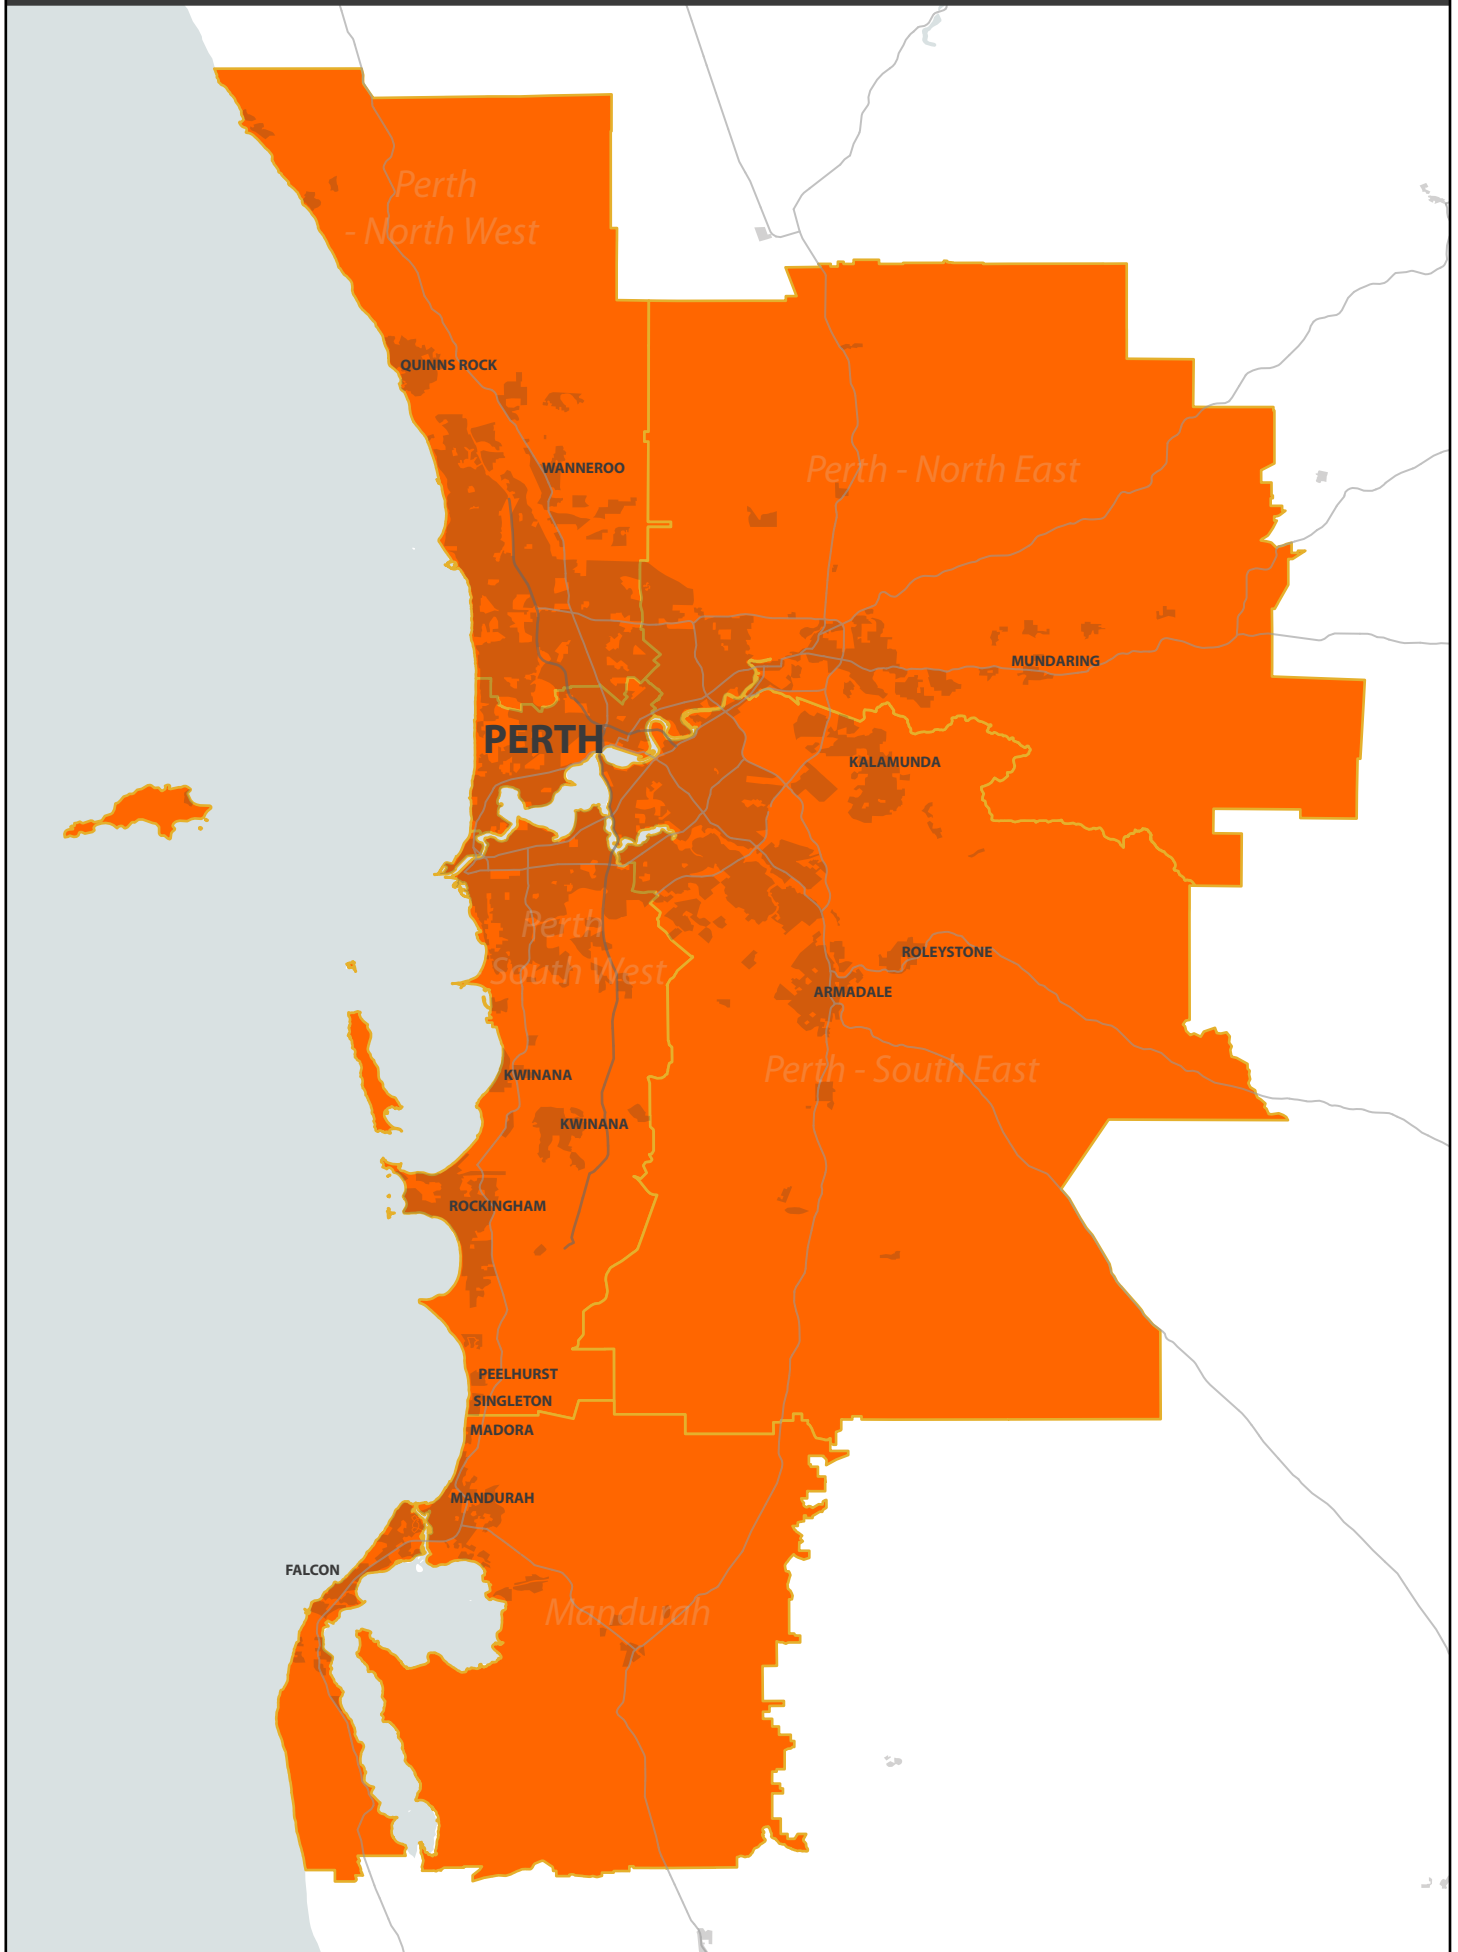 Perth
- North West
QUINNS ROCK
WANNEROO
Perth - North East
MUNDARING
PERTH
KALAMUNDA
Perth
South West
ROLEYSTONE
ARMADALE
Perth - South East
KWINANA
KWINANA
ROCKINGHAM
PEELHURST
SINGLETON
MADORA
MANDURAH
FALCON
Mandurah